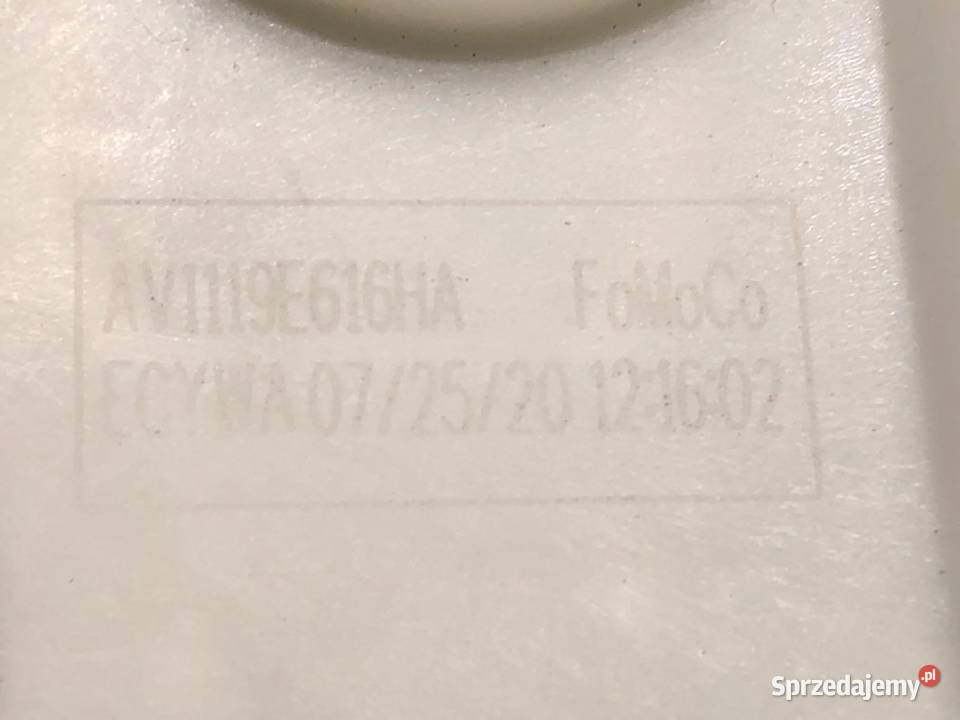 AV1119E616HA FoMoCo
ECYWA:07/25/20 12:16:02
Sprzedajemy.pl